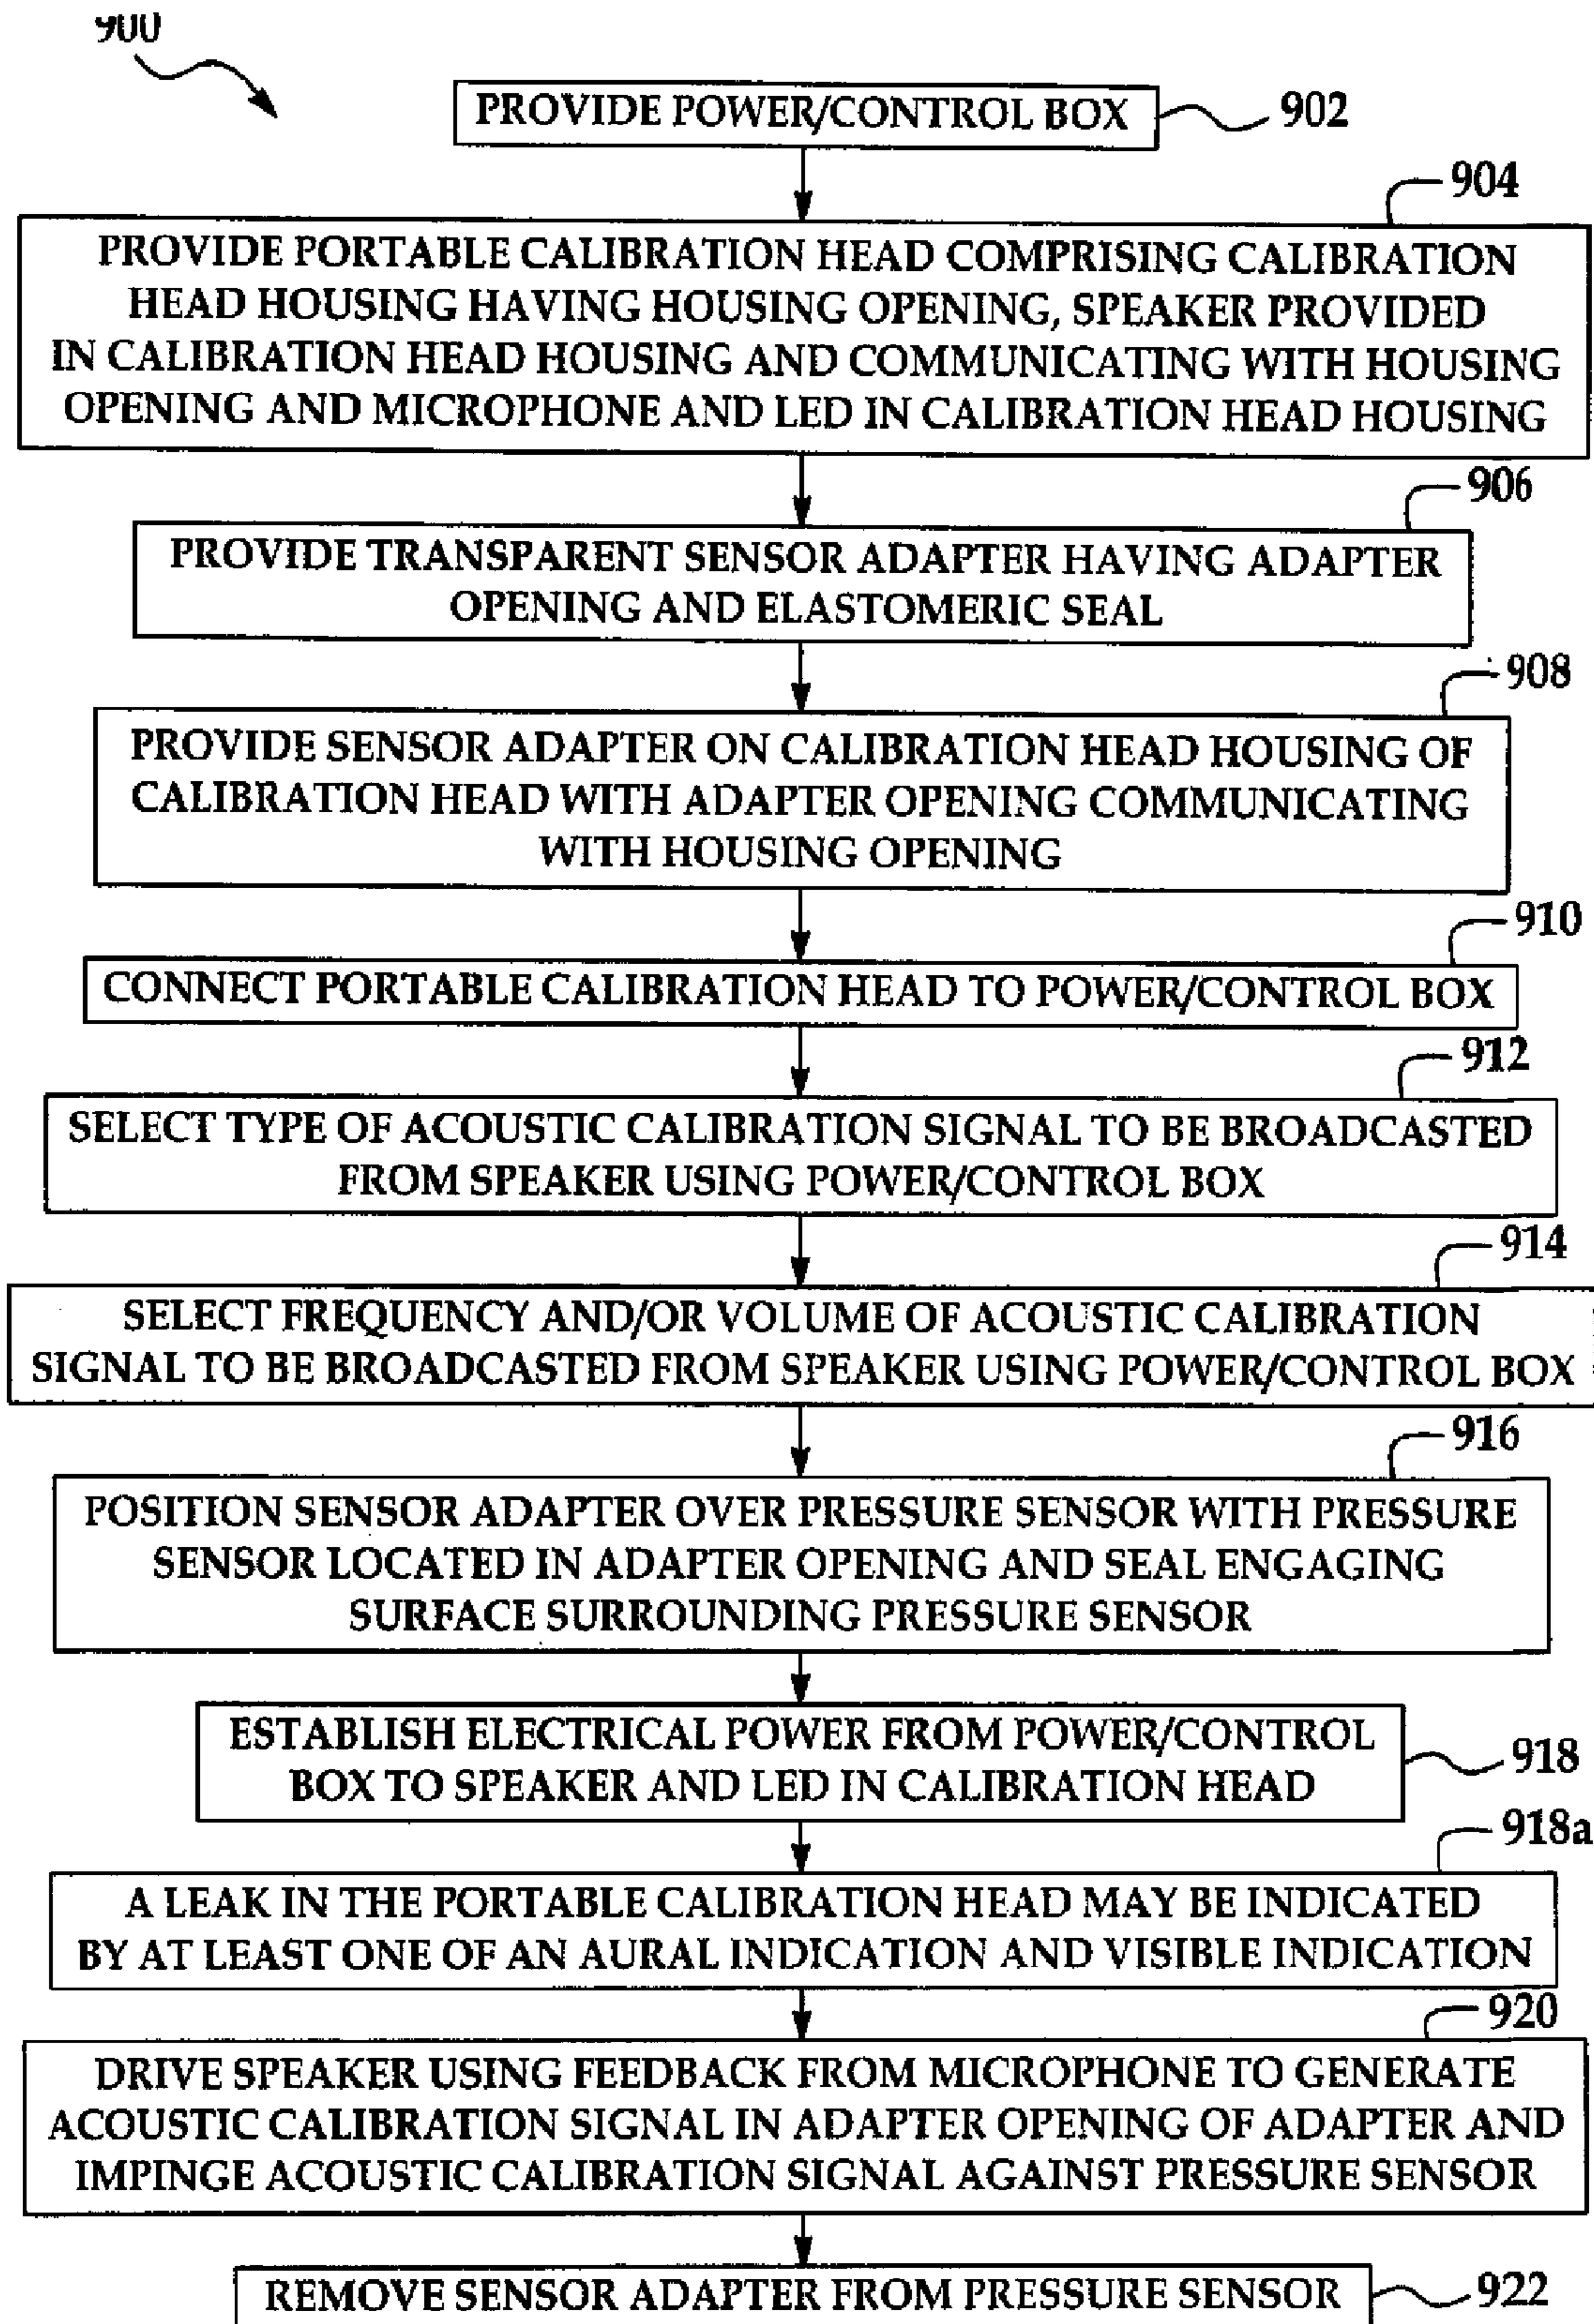 900
PROVIDE POWER/CONTROL BOX
902
904
PROVIDE PORTABLE CALIBRATION HEAD COMPRISING CALIBRATION
HEAD HOUSING HAVING HOUSING OPENING, SPEAKER PROVIDED
IN CALIBRATION HEAD HOUSING AND COMMUNICATING WITH HOUSING
OPENING AND MICROPHONE AND LED IN CALIBRATION HEAD HOUSING
906
PROVIDE TRANSPARENT SENSOR ADAPTER HAVING ADAPTER
OPENING AND ELASTOMERIC SEAL
908
PROVIDE SENSOR ADAPTER ON CALIBRATION HEAD HOUSING OF
CALIBRATION HEAD WITH ADAPTER OPENING COMMUNICATING
WITH HOUSING OPENING
910
CONNECT PORTABLE CALIBRATION HEAD TO POWER/CONTROL BOX
912
SELECT TYPE OF ACOUSTIC CALIBRATION SIGNAL TO BE BROADCASTED
FROM SPEAKER USING POWER/CONTROL BOX
914
SELECT FREQUENCY AND/OR VOLUME OF ACOUSTIC CALIBRATION
SIGNAL TO BE BROADCASTED FROM SPEAKER USING POWER/CONTROL BOX
916
POSITION SENSOR ADAPTER OVER PRESSURE SENSOR WITH PRESSURE
SENSOR LOCATED IN ADAPTER OPENING AND SEAL ENGAGING
SURFACE SURROUNDING PRESSURE SENSOR
ESTABLISH ELECTRICAL POWER FROM POWER/CONTROL
BOX TO SPEAKER AND LED IN CALIBRATION HEAD
918
918a
A LEAK IN THE PORTABLE CALIBRATION HEAD MAY BE INDICATED
BY AT LEAST ONE OF AN AURAL INDICATION AND VISIBLE INDICATION
920
DRIVE SPEAKER USING FEEDBACK FROM MICROPHONE TO GENERATE
ACOUSTIC CALIBRATION SIGNAL IN ADAPTER OPENING OF ADAPTER AND
IMPINGE ACOUSTIC CALIBRATION SIGNAL AGAINST PRESSURE SENSOR
REMOVE SENSOR ADAPTER FROM PRESSURE SENSOR
922